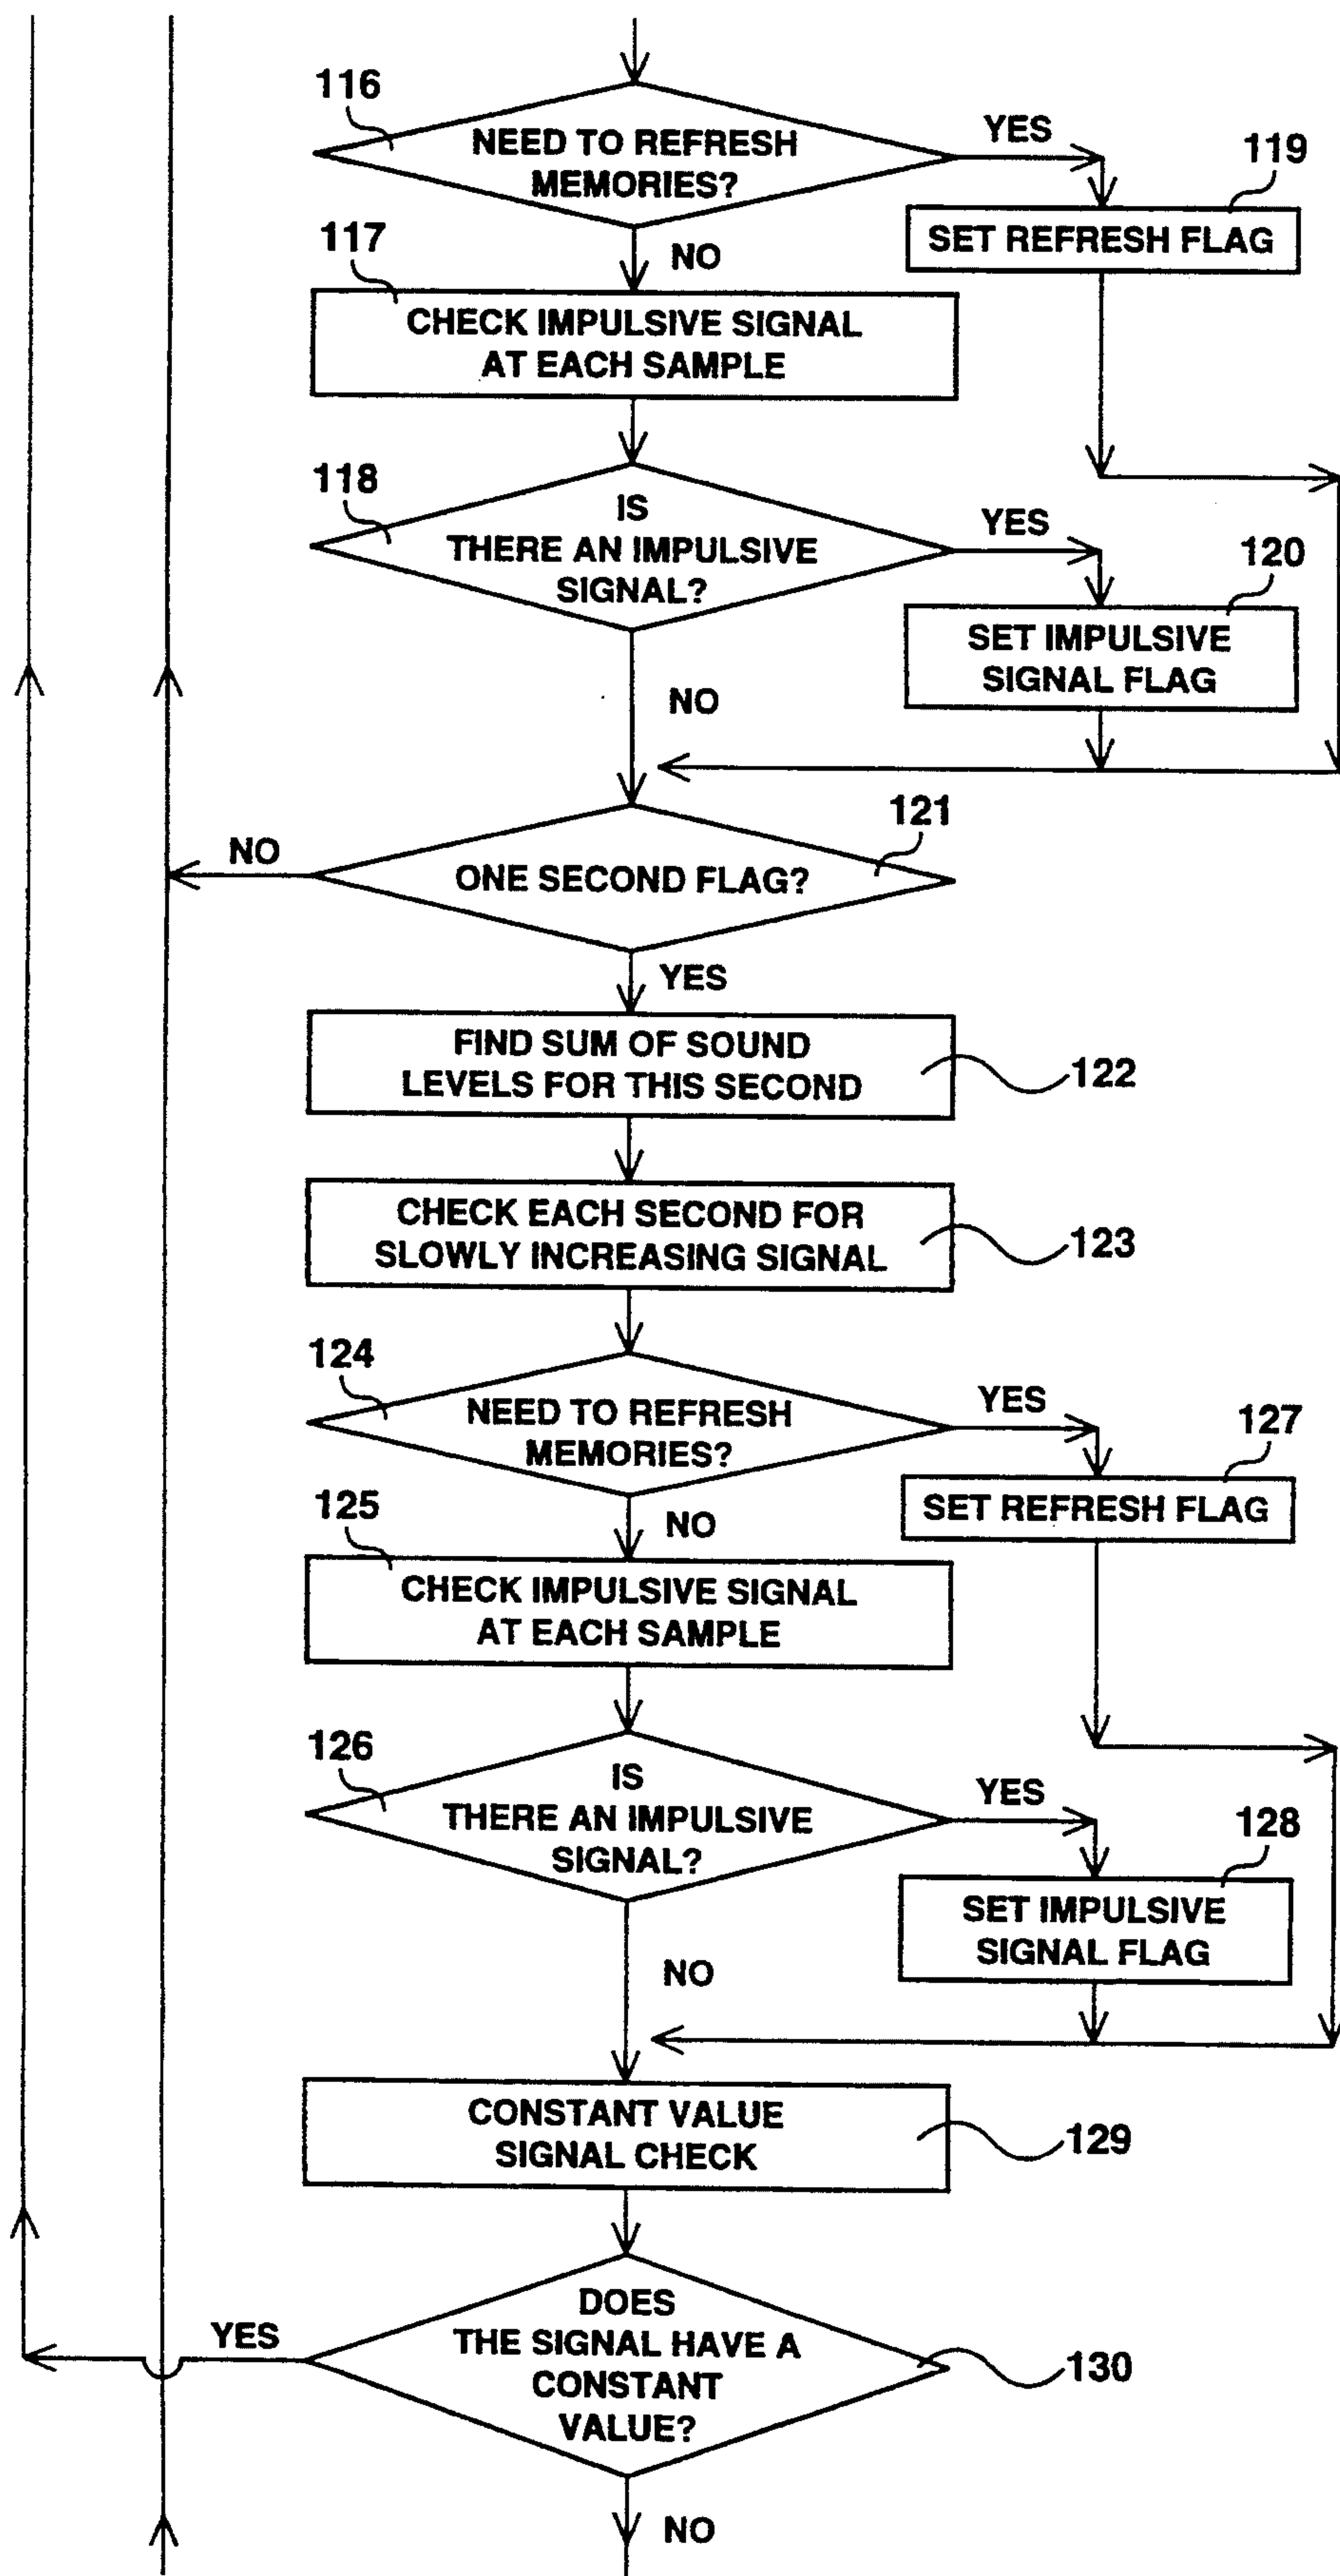 116
NEED TO REFRESH
MEMORIES?
YES
119
SET REFRESH FLAG
NO
117
CHECK IMPULSIVE SIGNAL
AT EACH SAMPLE
118
IS
THERE AN IMPULSIVE
SIGNAL?
YES
120
SET IMPULSIVE
SIGNAL FLAG
NO
121
ONE SECOND FLAG?
NO
YES
FIND SUM OF SOUND
LEVELS FOR THIS SECOND
122
CHECK EACH SECOND FOR
SLOWLY INCREASING SIGNAL
123
124
NEED TO REFRESH
MEMORIES?
YES
127
SET REFRESH FLAG
NO
125
CHECK IMPULSIVE SIGNAL
AT EACH SAMPLE
126
IS
THERE AN IMPULSIVE
SIGNAL?
YES
128
SET IMPULSIVE
SIGNAL FLAG
NO
CONSTANT VALUE
SIGNAL CHECK
129
DOES
THE SIGNAL HAVE A
CONSTANT
VALUE?
YES
130
NO